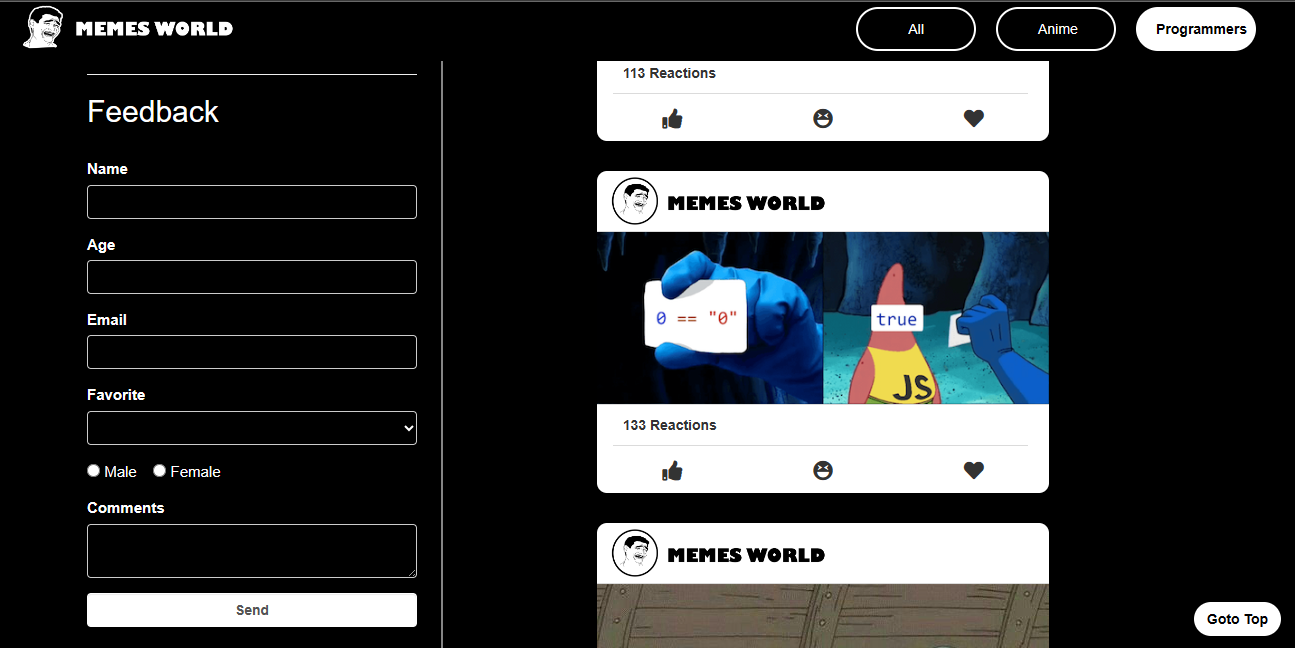 MEMES WORLD
All
Anime
Programmers
Feedback
Name
Age
Email
Favorite
Male Female
Comments
Send
113 Reactions
MEMES WORLD
0 == "0"
true
JS
133 Reactions
MEMES WORLD
Goto Top